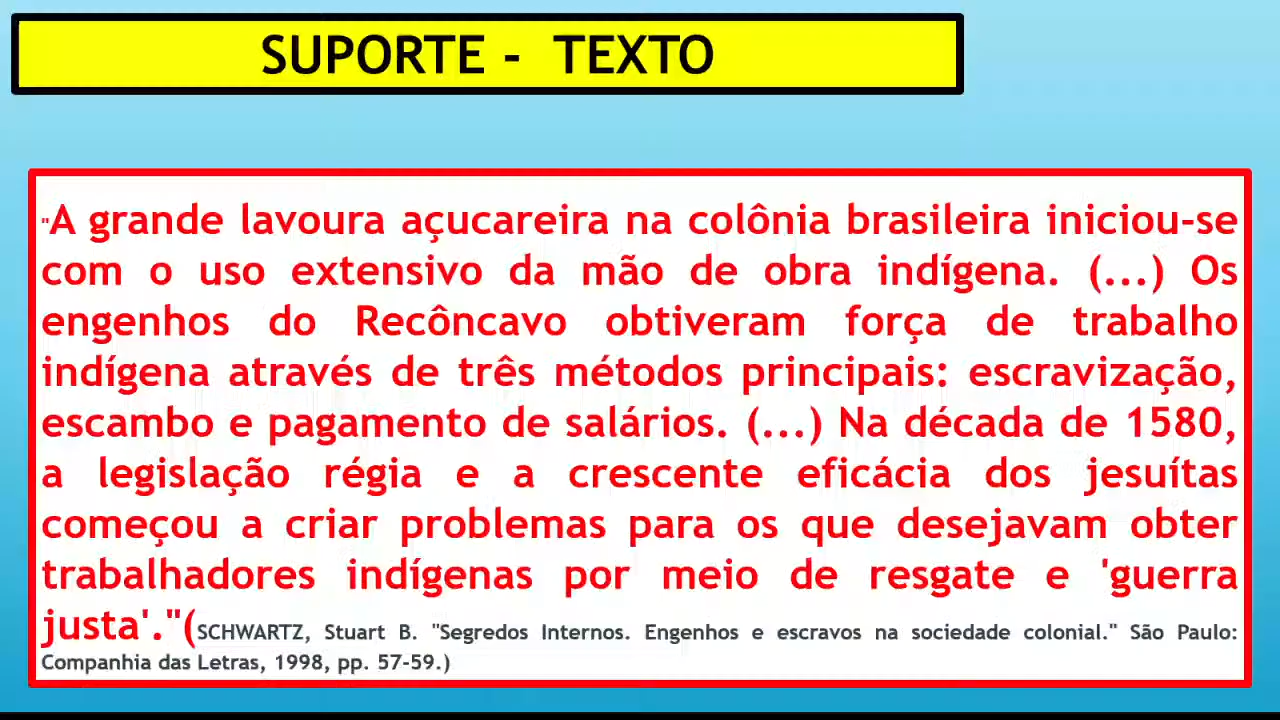 SUPORTE - TEXTO
"A grande lavoura açucareira na colônia brasileira iniciou-se
com o uso extensivo da mão de obra indígena. (...) Os
engenhos do Recôncavo obtiveram força de trabalho
indígena através de três métodos principais: escravização,
escambo e pagamento de salários. (...) Na década de 1580,
a legislação régia e a crescente eficácia dos jesuítas
começou a criar problemas para os que desejavam obter
trabalhadores indígenas por meio de resgate e 'guerra
justa'."(SCHWARTZ, Stuart B. "Segredos Internos. Engenhos e escravos na sociedade colonial." São Paulo:
Companhia das Letras, 1998, pp. 57-59.)